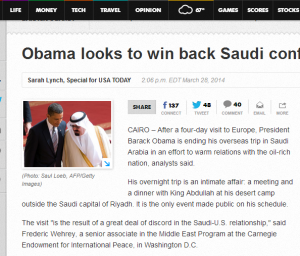 LIFE MONEY TECH TRAVEL OPINION 67° GAMES SCORES STOCKS
Obama looks to win back Saudi conf
Sarah Lynch, Special for USA TODAY 2:06 p.m. EDT March 28, 2014
SHARE 137 CONNECT 48 TWEET 40 COMMENT EMAIL MORE
CAIRO – After a four-day visit to Europe, President
Barack Obama is ending his overseas trip in Saudi
Arabia in an effort to warm relations with the oil-rich
nation, analysts said.
(Photo: Saul Loeb, AFP/Getty
Images)
His overnight trip is an intimate affair: a meeting and
a dinner with King Abdullah at his desert camp
outside the Saudi capital of Riyadh. It is the only event made public on his schedule.
The visit "is the result of a great deal of discord in the Saudi-U.S. relationship," said
Frederic Wehrey, a senior associate in the Middle East Program at the Carnegie
Endowment for International Peace, in Washington D.C.